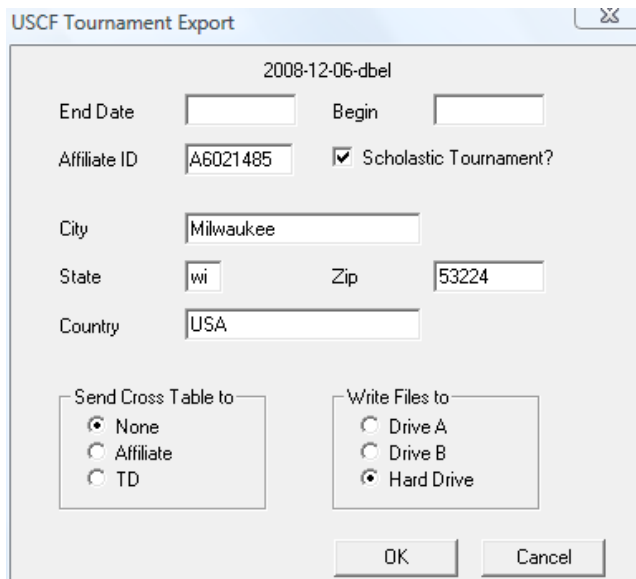 USCF Tournament Export
2008-12-06-dbel
End Date Begin
Affiliate ID A6021485 Scholastic Tournament?
City Milwaukee
State wi Zip 53224
Country USA
Send Cross Table to Write Files to
None Drive A
Affiliate Drive B
TD Hard Drive
OK Cancel